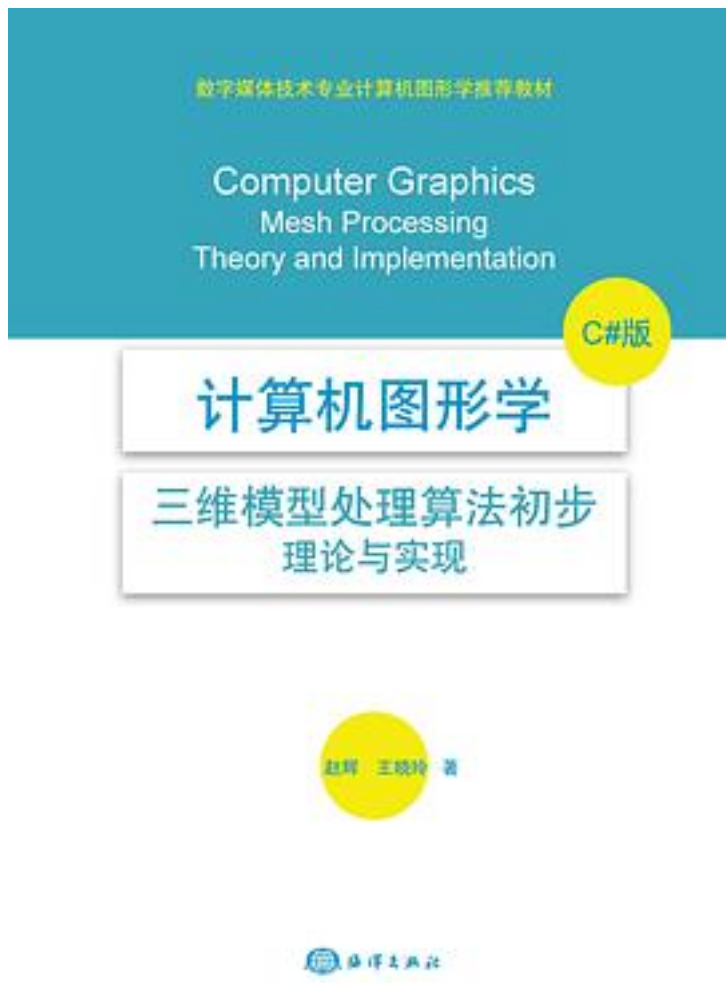 数字媒体技术专业计算机图形学推荐教材
Computer Graphics
Mesh Processing
Theory and Implementation
C#版
计算机图形学
三维模型处理算法初步
理论与实现
赵辉 王晓玲 著
海洋出版社